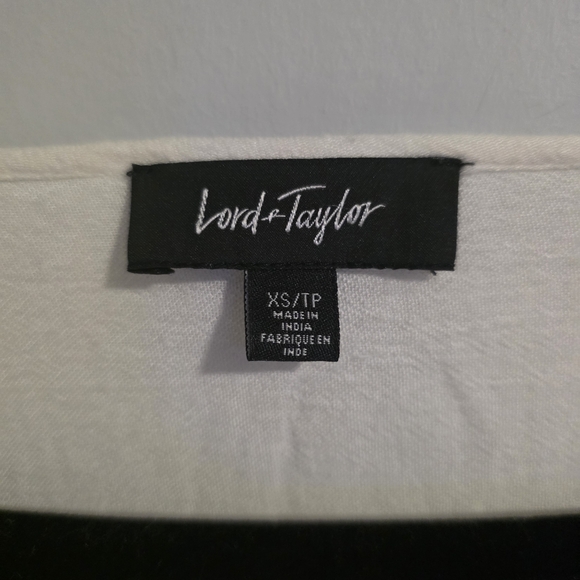 Lord & Taylor
XS/TP
MADE IN
INDIA
FABRIQUE EN
INDE